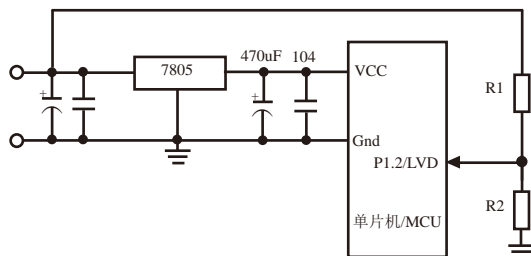 7805
470uF 104
VCC
R1
+
+
Gnd
P1.2/LVD
R2
单片机/MCU